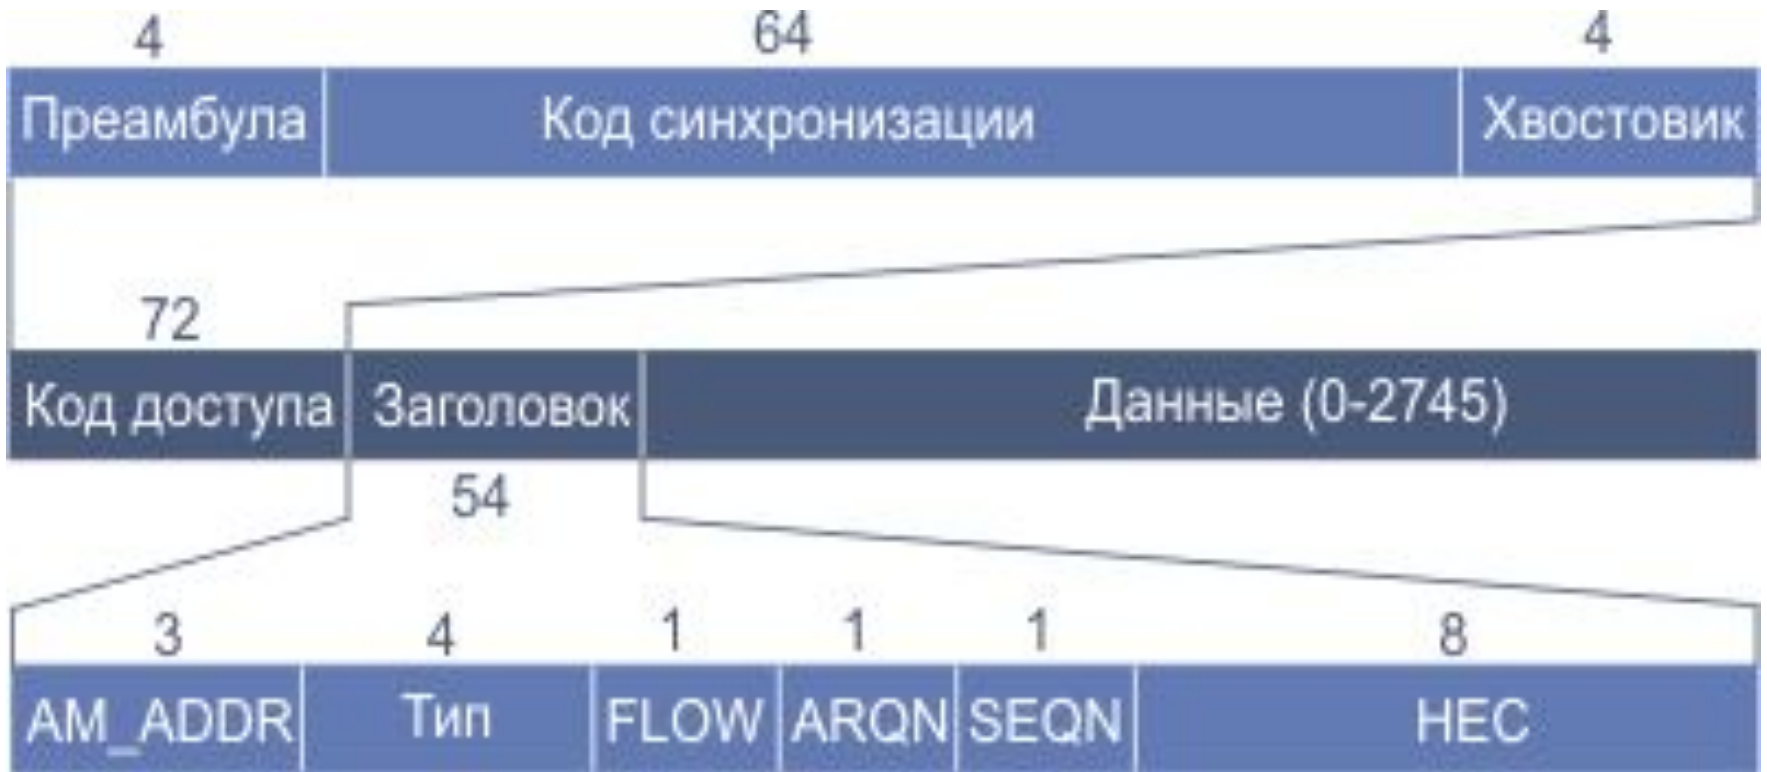 4 64 4
Преамбула Код синхронизации Хвостовик
72
Код доступа Заголовок Данные (0-2745)
54
3 4 1 1 1 8
AM_ADDR Тип FLOW ARQN SEQN HEC